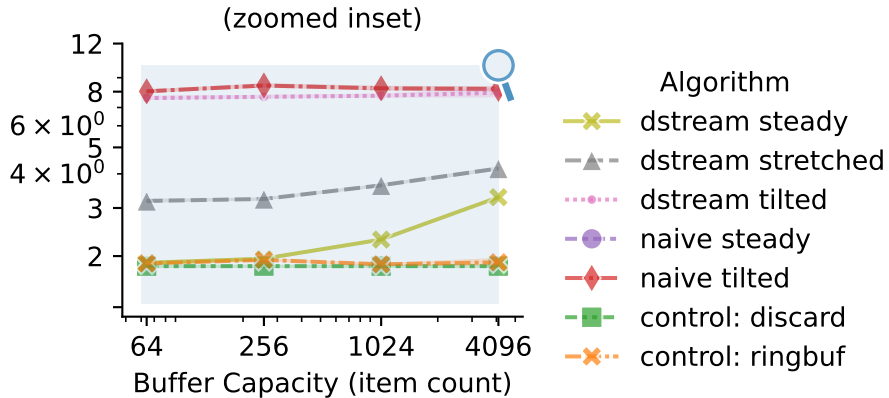 (zoomed inset)
12
8
6 × 10⁰
5
4 × 10⁰
3
2
64 256 1024 4096
Buffer Capacity (item count)
Algorithm
dstream steady
dstream stretched
dstream tilted
naive steady
naive tilted
control: discard
control: ringbuf